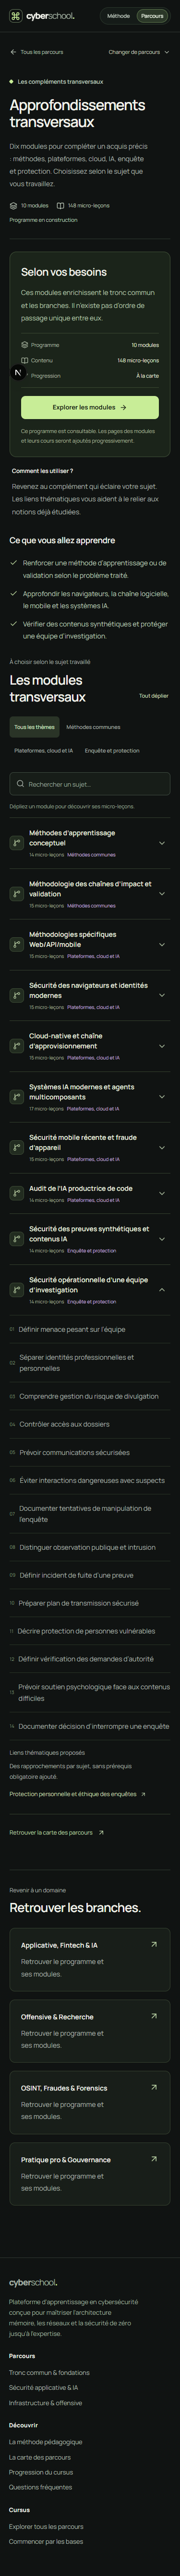 cyberschool.
Méthode
Parcours
Tous les parcours
Changer de parcours
Les compléments transversaux
Approfondissements
transversaux
Dix modules pour compléter un acquis précis
: méthodes, plateformes, cloud, IA, enquête
et protection. Choisissez selon le sujet que
vous travaillez.
10 modules
148 micro-leçons
Programme en construction
Selon vos besoins
Ces modules enrichissent le tronc commun
et les branches. Il n'existe pas d'ordre de
passage unique entre eux.
Programme
10 modules
Contenu
148 micro-leçons
N
Progression
À la carte
Explorer les modules
Ce programme est consultable. Les pages des modules
et leurs cours seront ajoutés progressivement.
Comment les utiliser ?
Revenez au complément qui éclaire votre sujet.
Les liens thématiques vous aident à le relier aux
notions déjà étudiées.
Ce que vous allez apprendre
Renforcer une méthode d'apprentissage ou de
validation selon le problème traité.
Approfondir les navigateurs, la chaîne logicielle,
le mobile et les systèmes IA.
Vérifier des contenus synthétiques et protéger
une équipe d'investigation.
À choisir selon le sujet travaillé
Les modules
transversaux
Tout déplier
Tous les thèmes
Méthodes communes
Plateformes, cloud et IA
Enquête et protection
Rechercher un sujet…
Dépliez un module pour découvrir ses micro-leçons.
Méthodes d'apprentissage
conceptuel
14 micro-leçons Méthodes communes
Méthodologie des chaînes d'impact et
validation
15 micro-leçons Méthodes communes
Méthodologies spécifiques
Web/API/mobile
15 micro-leçons Plateformes, cloud et IA
Sécurité des navigateurs et identités
modernes
15 micro-leçons Plateformes, cloud et IA
Cloud-native et chaîne
d'approvisionnement
15 micro-leçons Plateformes, cloud et IA
Systèmes IA modernes et agents
multicomposants
17 micro-leçons Plateformes, cloud et IA
Sécurité mobile récente et fraude
d'appareil
15 micro-leçons Plateformes, cloud et IA
Audit de l'IA productrice de code
14 micro-leçons Plateformes, cloud et IA
Sécurité des preuves synthétiques et
contenus IA
14 micro-leçons Enquête et protection
Sécurité opérationnelle d'une équipe
d'investigation
14 micro-leçons Enquête et protection
01 Définir menace pesant sur l'équipe
02 Séparer identités professionnelles et
personnelles
03 Comprendre gestion du risque de divulgation
04 Contrôler accès aux dossiers
05 Prévoir communications sécurisées
06 Éviter interactions dangereuses avec suspects
07 Documenter tentatives de manipulation de
l'enquête
08 Distinguer observation publique et intrusion
09 Définir incident de fuite d'une preuve
10 Préparer plan de transmission sécurisé
11 Décrire protection de personnes vulnérables
12 Définir vérification des demandes d'autorité
13 Prévoir soutien psychologique face aux contenus
difficiles
14 Documenter décision d'interrompre une enquête
Liens thématiques proposés
Des rapprochements par sujet, sans prérequis
obligatoire ajouté.
Protection personnelle et éthique des enquêtes
Retrouver la carte des parcours
Revenir à un domaine
Retrouver les branches.
Applicative, Fintech & IA
Retrouver le programme et
ses modules.
Offensive & Recherche
Retrouver le programme et
ses modules.
OSINT, Fraudes & Forensics
Retrouver le programme et
ses modules.
Pratique pro & Gouvernance
Retrouver le programme et
ses modules.
cyberschool.
Plateforme d'apprentissage en cybersécurité
conçue pour maîtriser l'architecture
mémoire, les réseaux et la sécurité de zéro
jusqu'à l'expertise.
Parcours
Tronc commun & fondations
Sécurité applicative & IA
Infrastructure & offensive
Découvrir
La méthode pédagogique
La carte des parcours
Progression du cursus
Questions fréquentes
Cursus
Explorer tous les parcours
Commencer par les bases